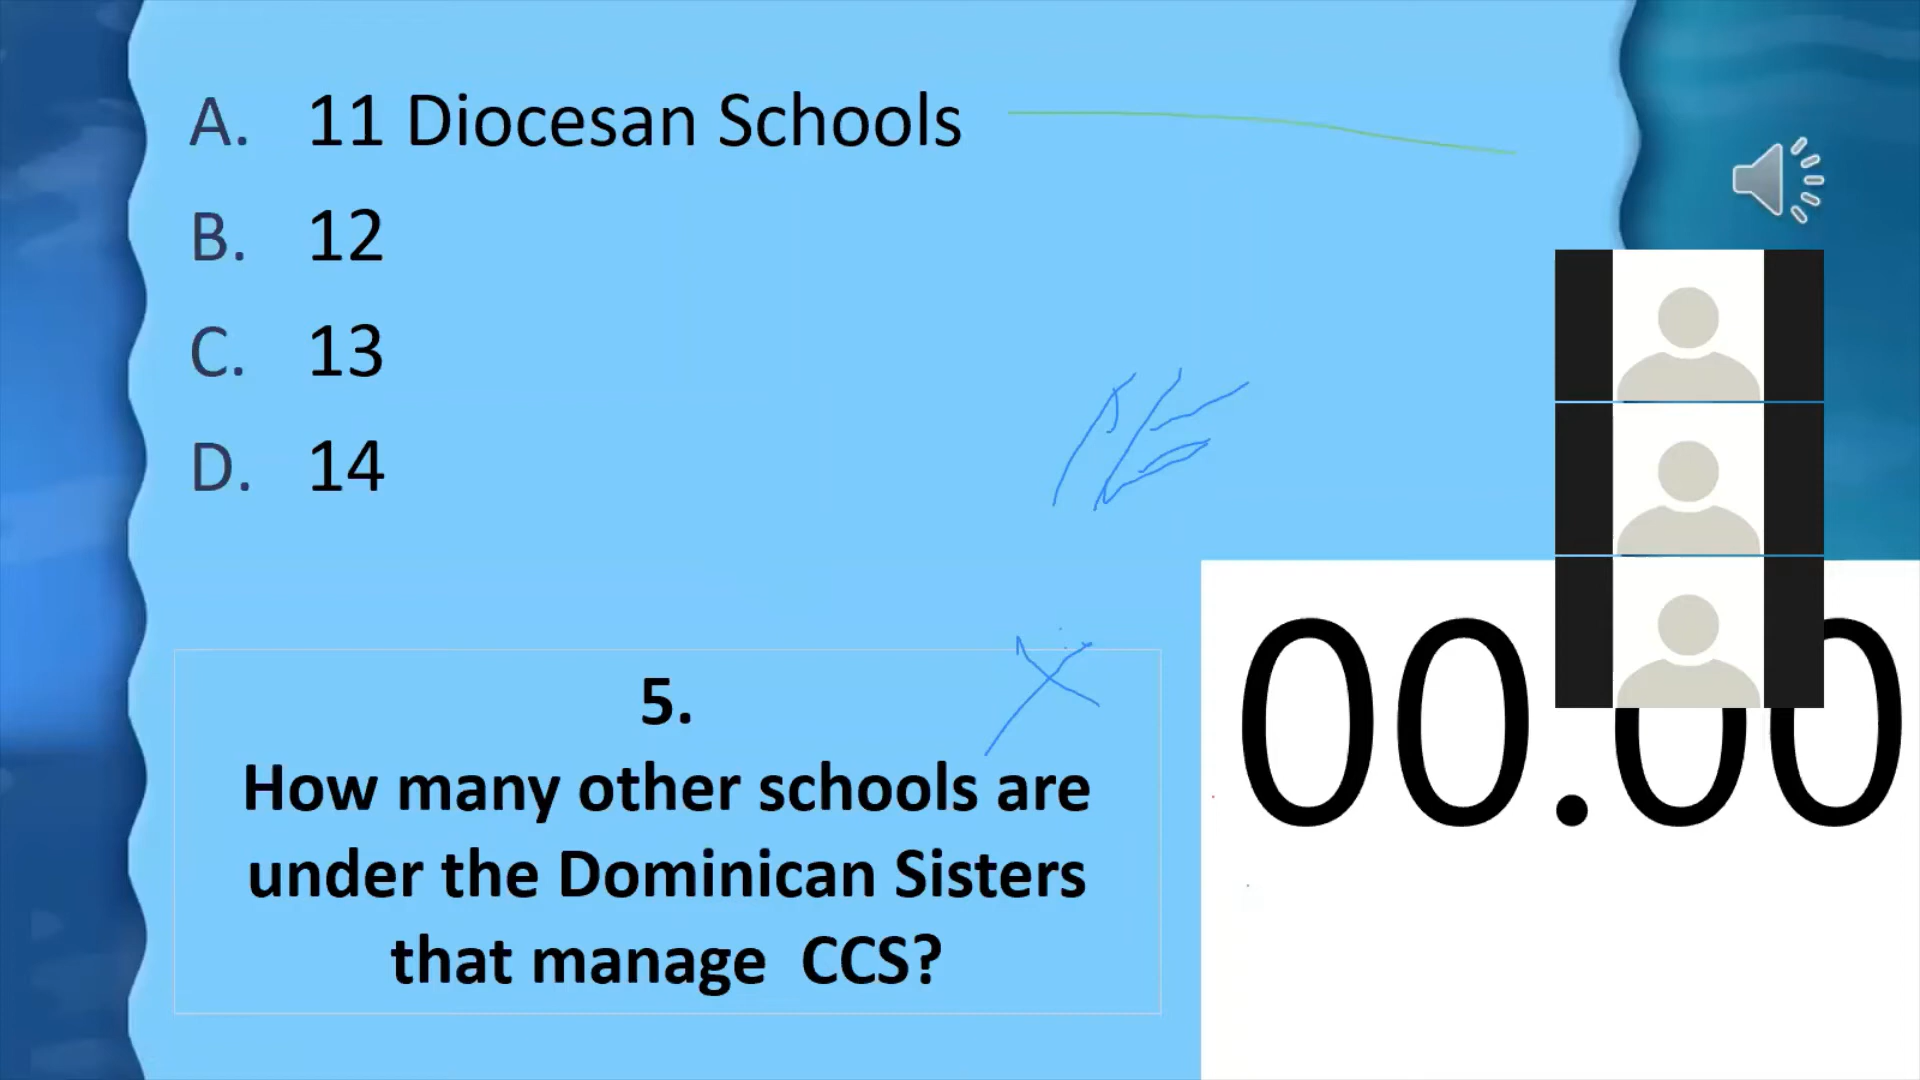 A. 11 Diocesan Schools
B. 12
C. 13
D. 14
5.
How many other schools are
under the Dominican Sisters
that manage CCS?
00.00